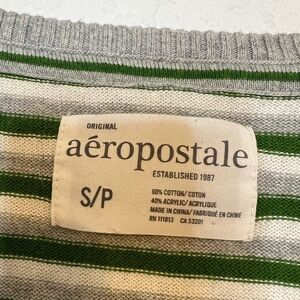 ORIGINAL
aéropostale
ESTABLISHED 1987
S/P
60% COTTON/ COTON
40% ACRYLIC/ ACRYLIQUE
MADE IN CHINA/ FABRIQUÉ EN CHINE
RN 111813 CA 53201